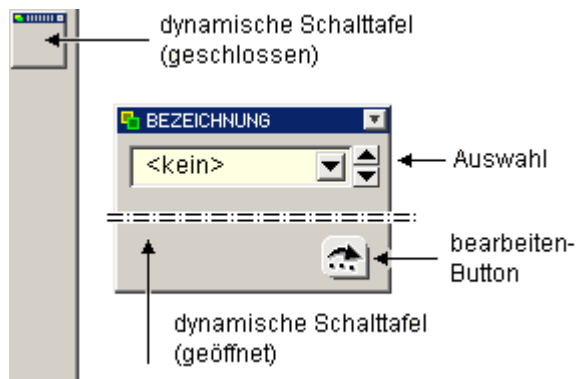 dynamische Schalttafel
(geschlossen)
BEZEICHNUNG
<kein>
Auswahl
bearbeiten-
Button
dynamische Schalttafel
(geöffnet)